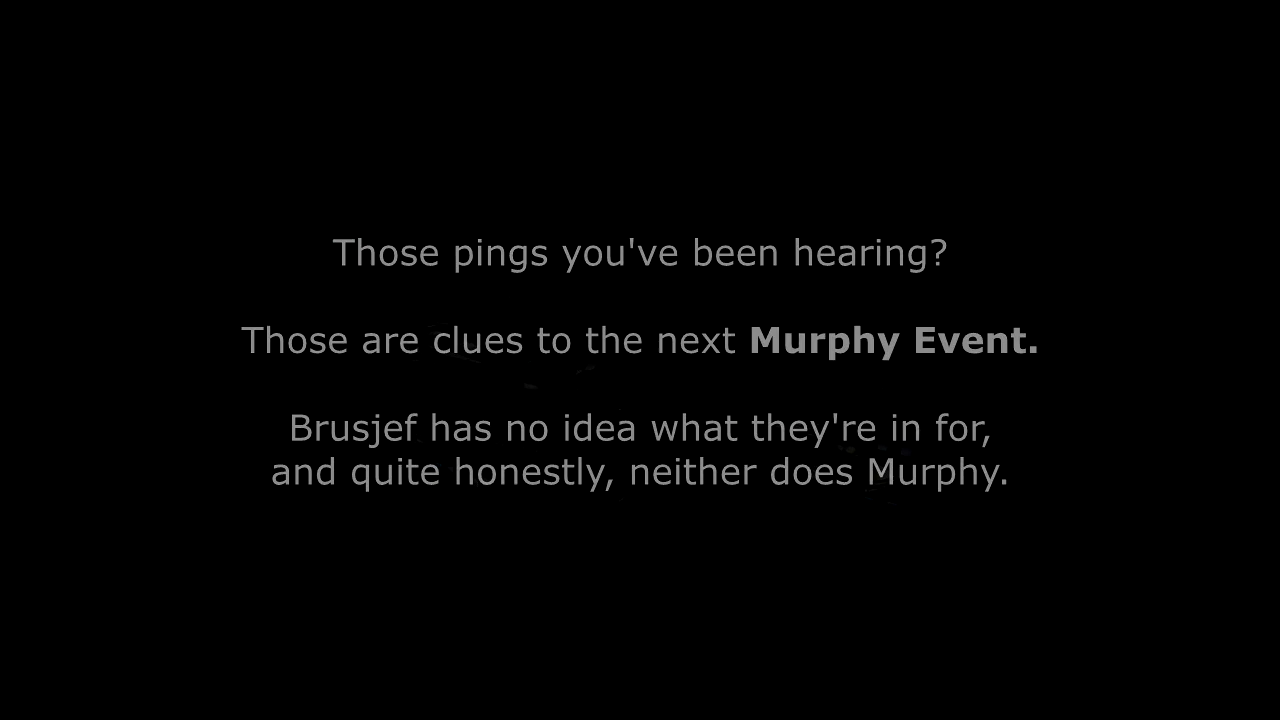 Those pings you've been hearing?
Those are clues to the next Murphy Event.
Brusjef has no idea what they're in for,
and quite honestly, neither does Murphy.